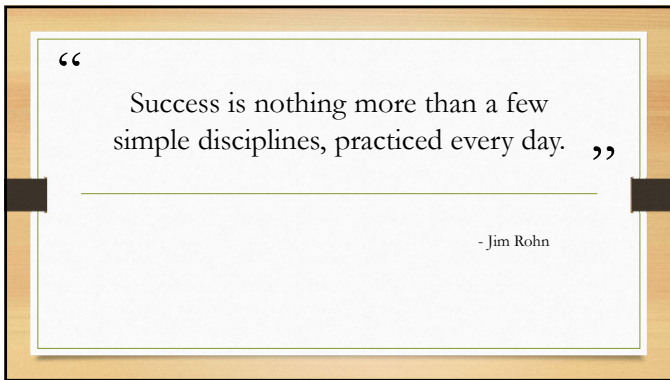 “
Success is nothing more than a few
simple disciplines, practiced every day.
”
- Jim Rohn